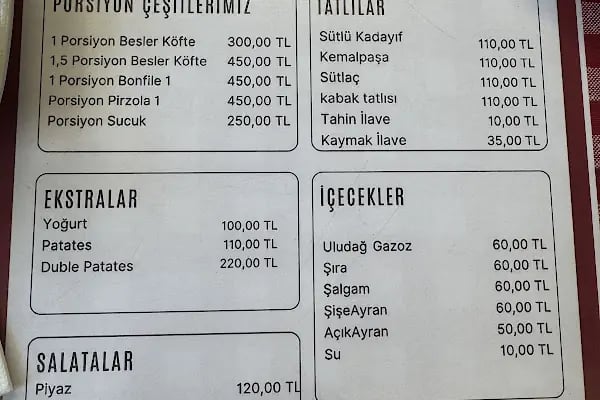 PORSİYON ÇEŞİTLERİMİZ
1 Porsiyon Besler Köfte 300,00 TL
1,5 Porsiyon Besler Köfte 450,00 TL
1 Porsiyon Bonfile 1 450,00 TL
Porsiyon Pirzola 1 450,00 TL
Porsiyon Sucuk 250,00 TL
TATLILAR
Sütlü Kadayıf 110,00 TL
Kemalpaşa 110,00 TL
Sütlaç 110,00 TL
kabak tatlısı 110,00 TL
Tahin İlave 10,00 TL
Kaymak İlave 35,00 TL
EKSTRALAR
Yoğurt 100,00 TL
Patates 110,00 TL
Duble Patates 220,00 TL
İÇECEKLER
Uludağ Gazoz 60,00 TL
Şıra 60,00 TL
Şalgam 60,00 TL
ŞişeAyran 60,00 TL
AçıkAyran 50,00 TL
Su 10,00 TL
SALATALAR
Piyaz 120,00 TL